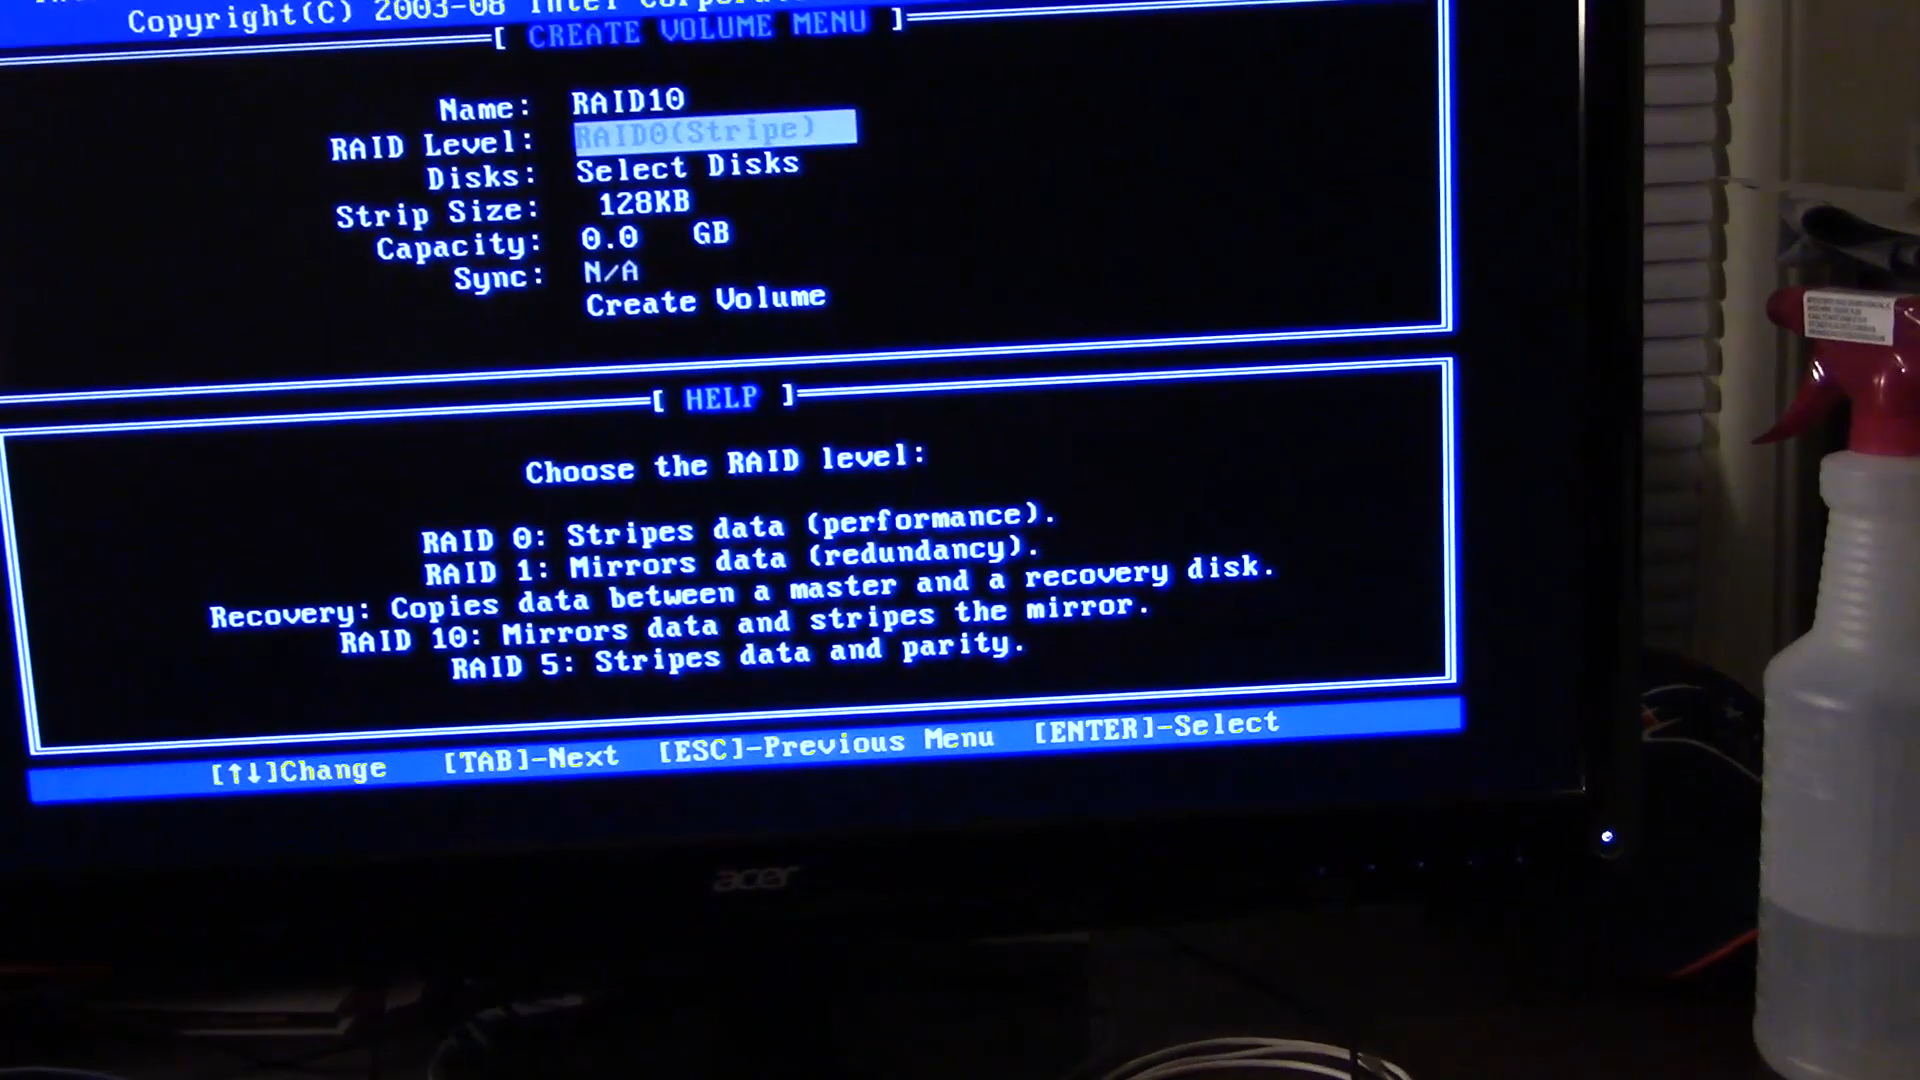 Copyright(C) 2003-08 Intel Corpora
[ CREATE VOLUME MENU ]
Name: RAID10
RAID Level: RAID0(Stripe)
Disks: Select Disks
Strip Size: 128KB
Capacity: 0.0 GB
Sync: N/A
Create Volume
[ HELP ]
Choose the RAID level:
RAID 0: Stripes data (performance).
RAID 1: Mirrors data (redundancy).
Recovery: Copies data between a master and a recovery disk.
RAID 10: Mirrors data and stripes the mirror.
RAID 5: Stripes data and parity.
[↑↓]Change [TAB]-Next [ESC]-Previous Menu [ENTER]-Select
acer